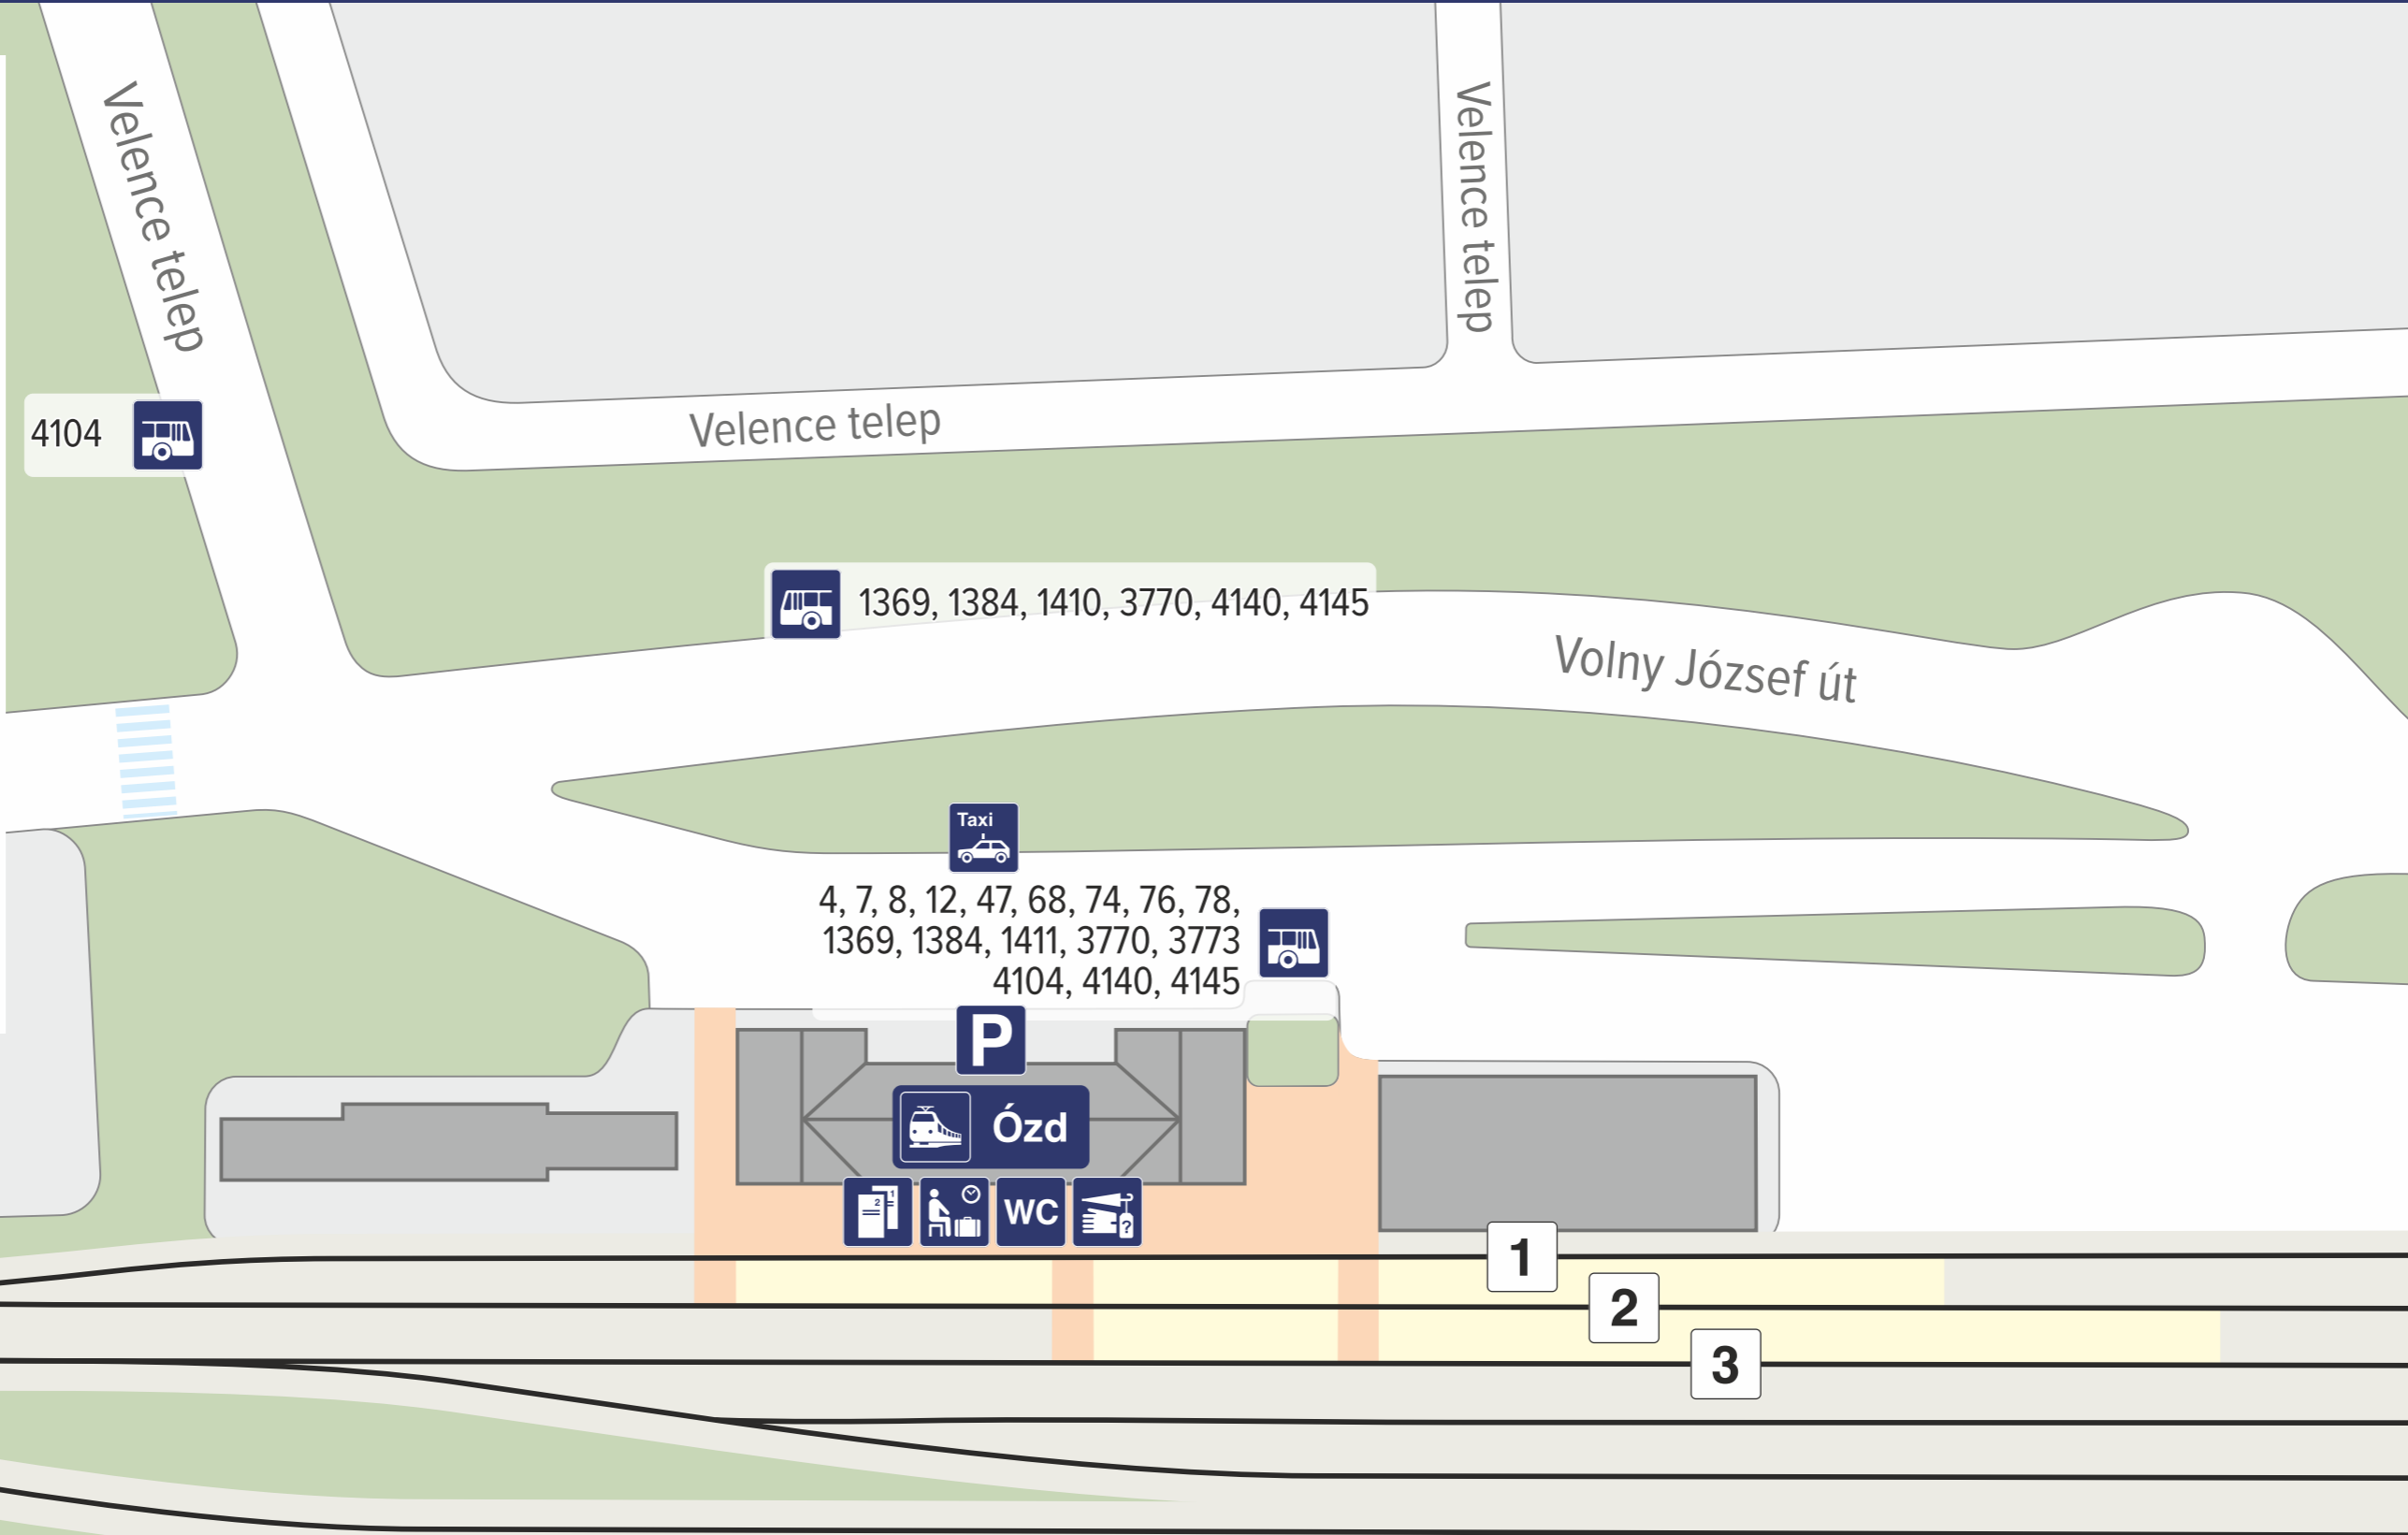 Velence telep
Velence telep
4104
Velence telep
1369, 1384, 1410, 3770, 4140, 4145
Volny József út
Taxi
4, 7, 8, 12, 47, 68, 74, 76, 78,
1369, 1384, 1411, 3770, 3773
4104, 4140, 4145
P
Ózd
1
2
WC
?
1
2
3